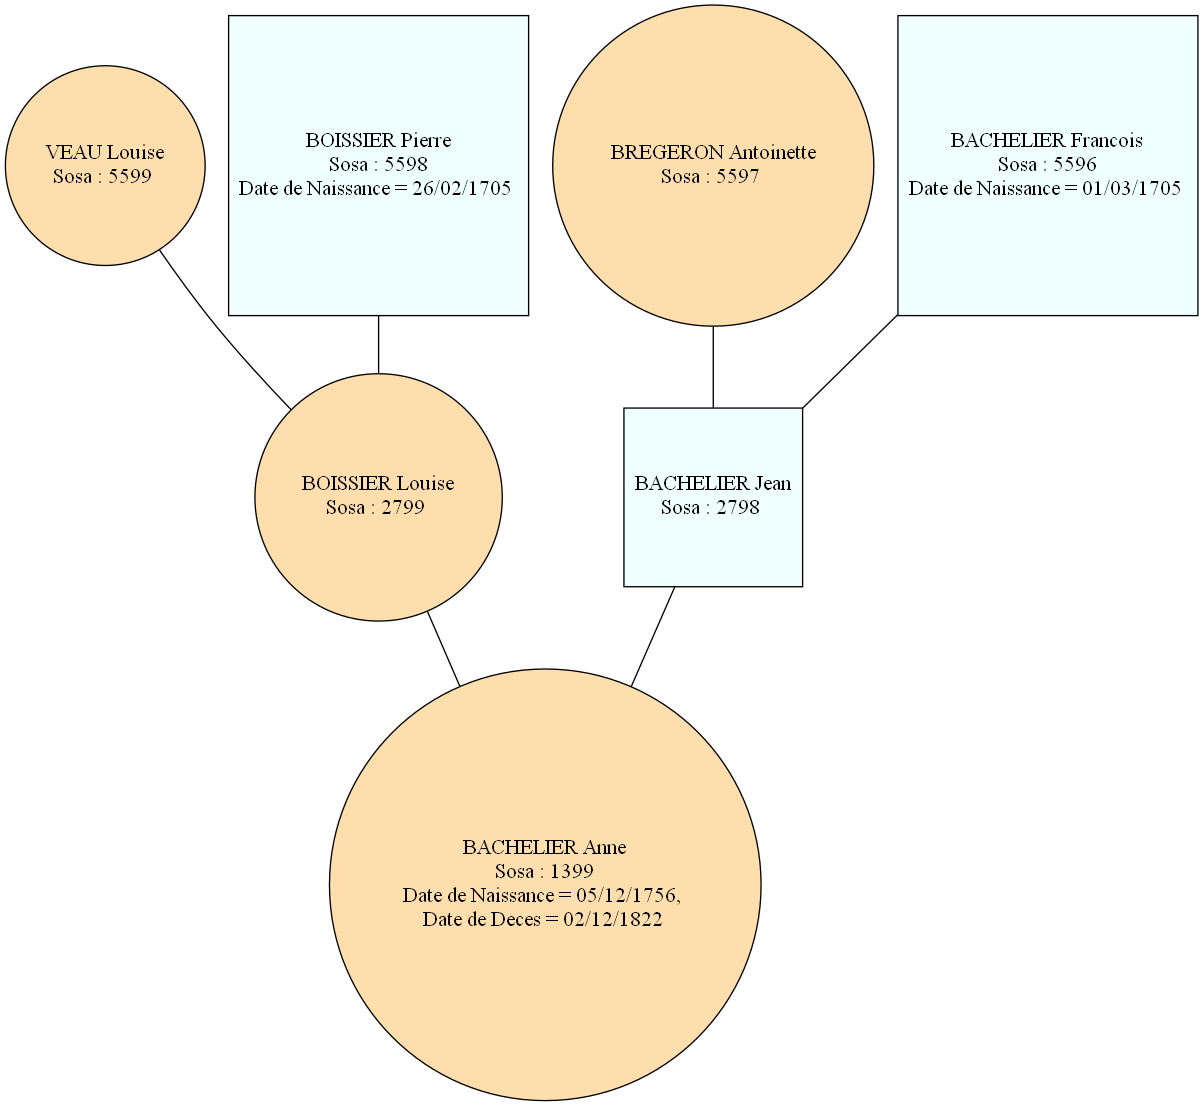 VEAU Louise
Sosa : 5599
BOISSIER Pierre
Sosa : 5598
Date de Naissance = 26/02/1705
BREGERON Antoinette
Sosa : 5597
BACHELIER Francois
Sosa : 5596
Date de Naissance = 01/03/1705
BOISSIER Louise
Sosa : 2799
BACHELIER Jean
Sosa : 2798
BACHELIER Anne
Sosa : 1399
Date de Naissance = 05/12/1756,
Date de Deces = 02/12/1822